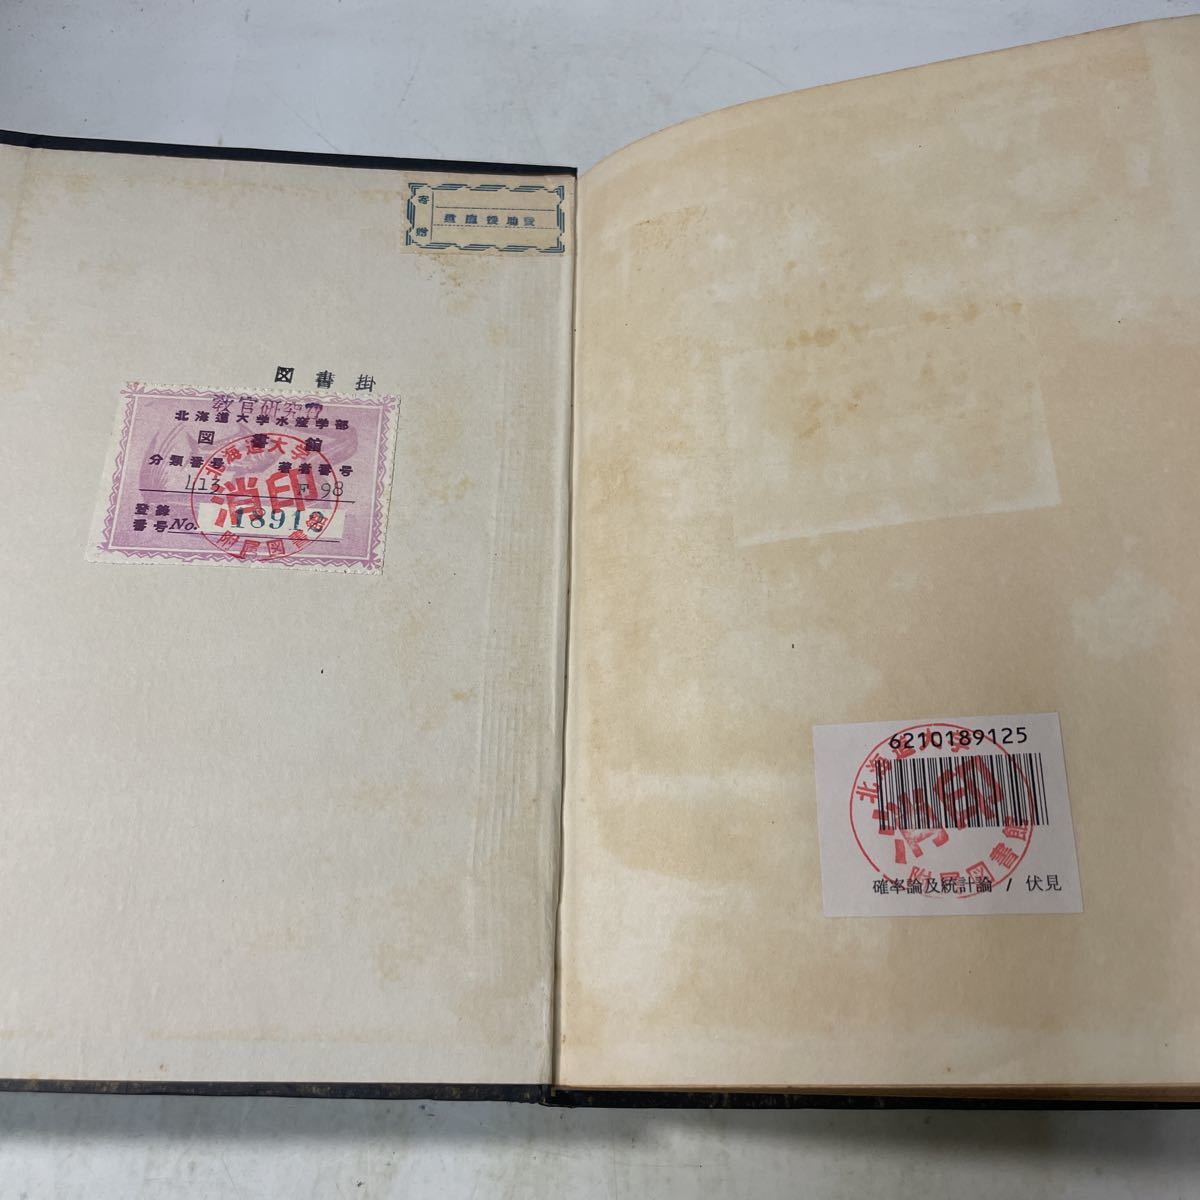 寄贈
図書掛
教官研究
北海道大学水産学部
図書館
分類番号 著者番号
113 F 98
登録番号 No. 18912
北海道大学
消印
附属図書館
6210189125
北海道大学
消印
附属図書館
確率論及統計論 / 伏見